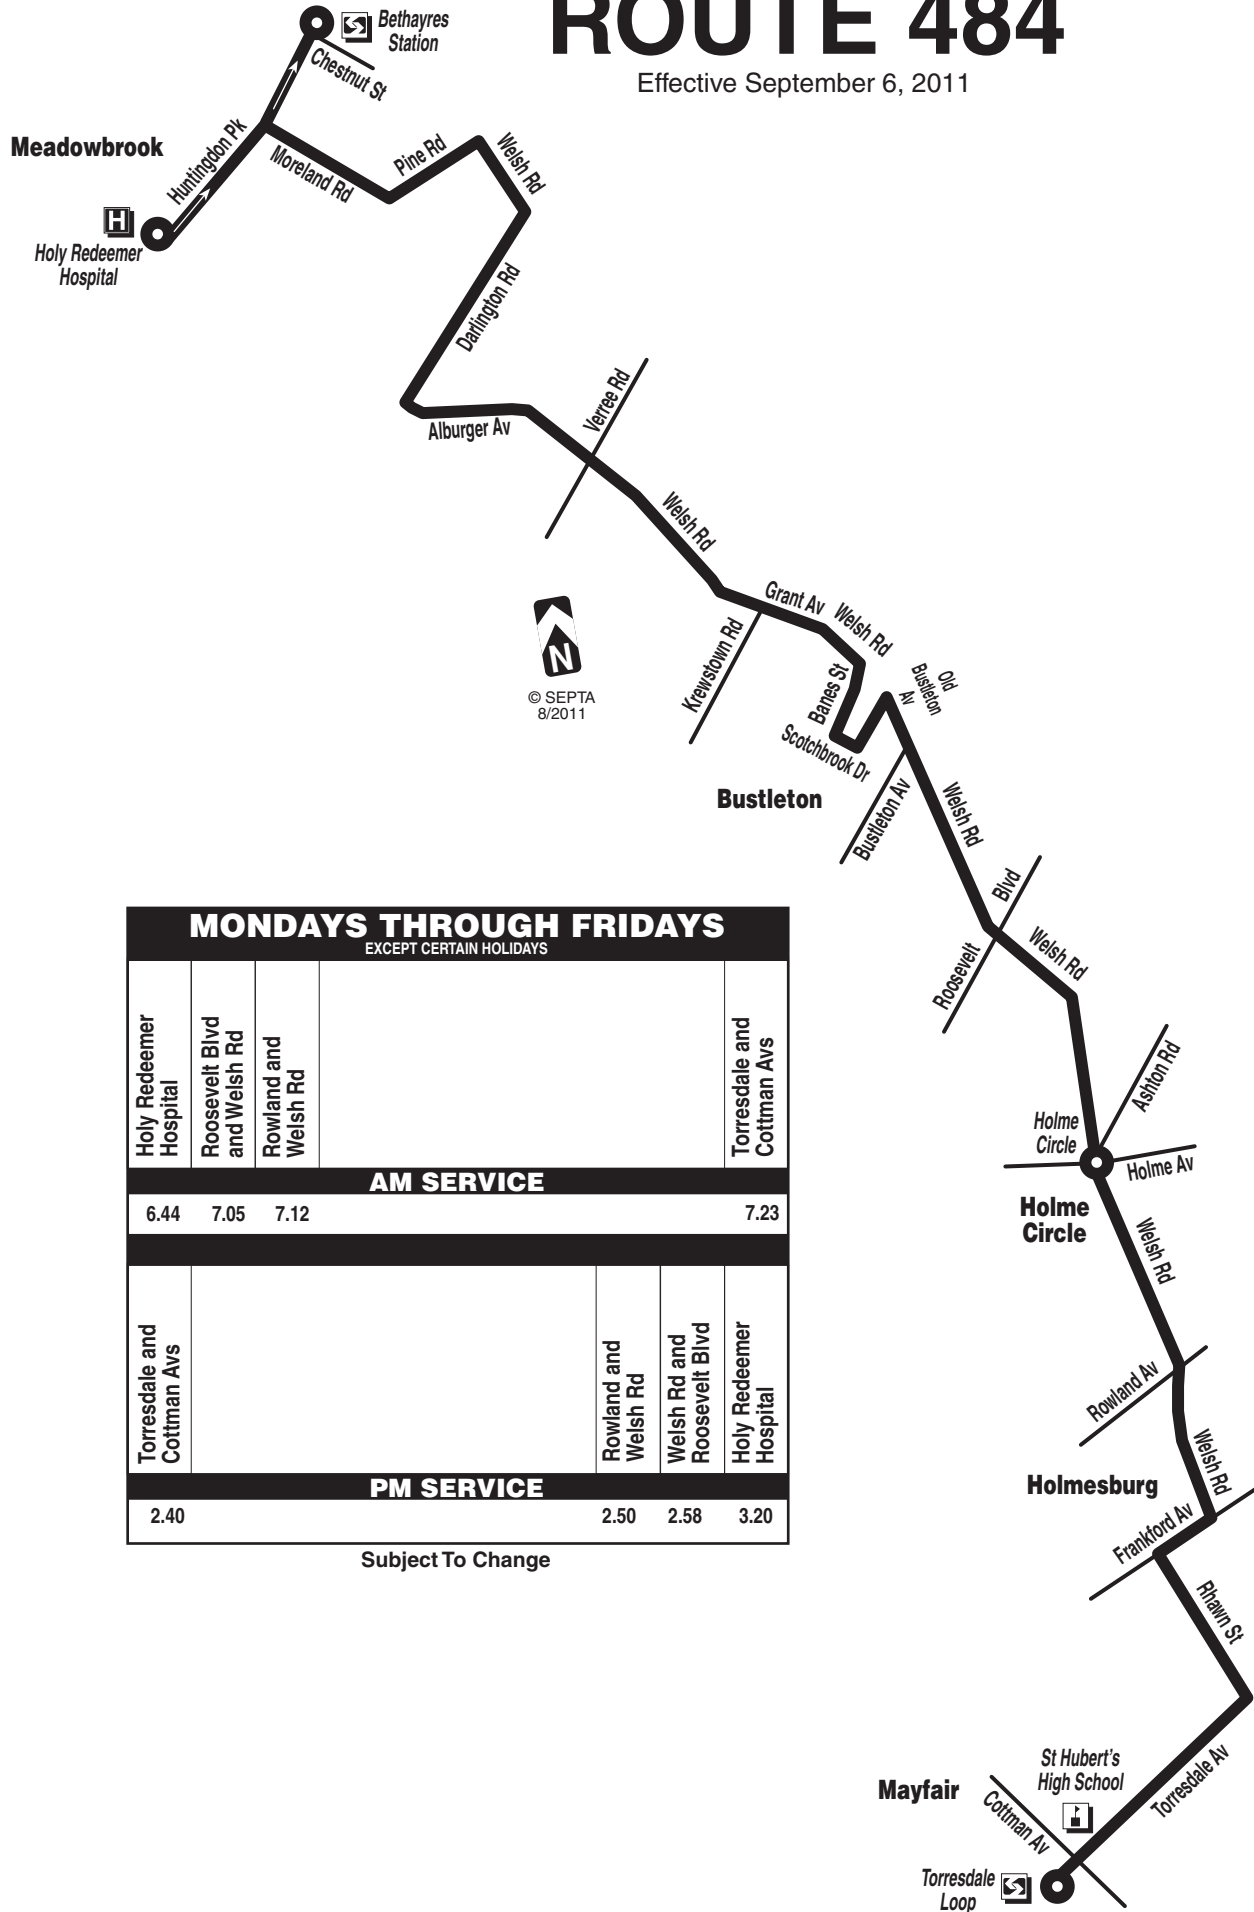 ROUTE 484
Effective September 6, 2011
Bethayres
Station
Chestnut St
Meadowbrook
Huntingdon Pk
Moreland Rd
Pine Rd
Welsh Rd
H
Holy Redeemer
Hospital
Darlington Rd
Alburger Av
Verree Rd
Welsh Rd
N
© SEPTA
8/2011
Grant Av
Welsh Rd
Krewstown Rd
Banes St
Old
Bustleton
Av
Scotchbrook Dr
Bustleton
Bustleton Av
Welsh Rd
Blvd
Roosevelt
Welsh Rd
Ashton Rd
Holme
Circle
Holme Av
Holme
Circle
Welsh Rd
Rowland Av
Welsh Rd
Holmesburg
Frankford Av
Rhawn St
St Hubert's
High School
Torresdale Av
Mayfair
Cottman Av
Torresdale
Loop
MONDAYS THROUGH FRIDAYS
EXCEPT CERTAIN HOLIDAYS
Holy Redeemer
Hospital
Roosevelt Blvd
and Welsh Rd
Rowland and
Welsh Rd
Torresdale and
Cottman Avs
AM SERVICE
6.44 7.05 7.12 7.23
Torresdale and
Cottman Avs
Rowland and
Welsh Rd
Welsh Rd and
Roosevelt Blvd
Holy Redeemer
Hospital
PM SERVICE
2.40 2.50 2.58 3.20
Subject To Change